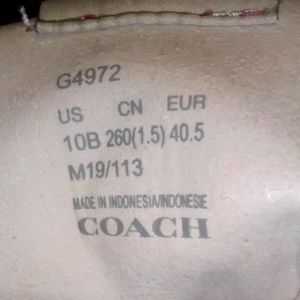 G4972
US CN EUR
10B 260(1.5) 40.5
M19/113
MADE IN INDONESIA/INDONESIE
COACH